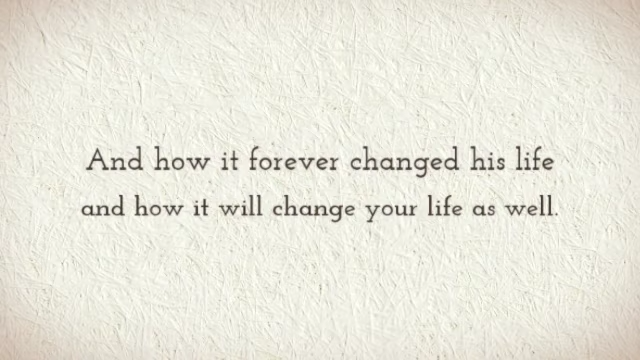 And how it forever changed his life
and how it will change your life as well.